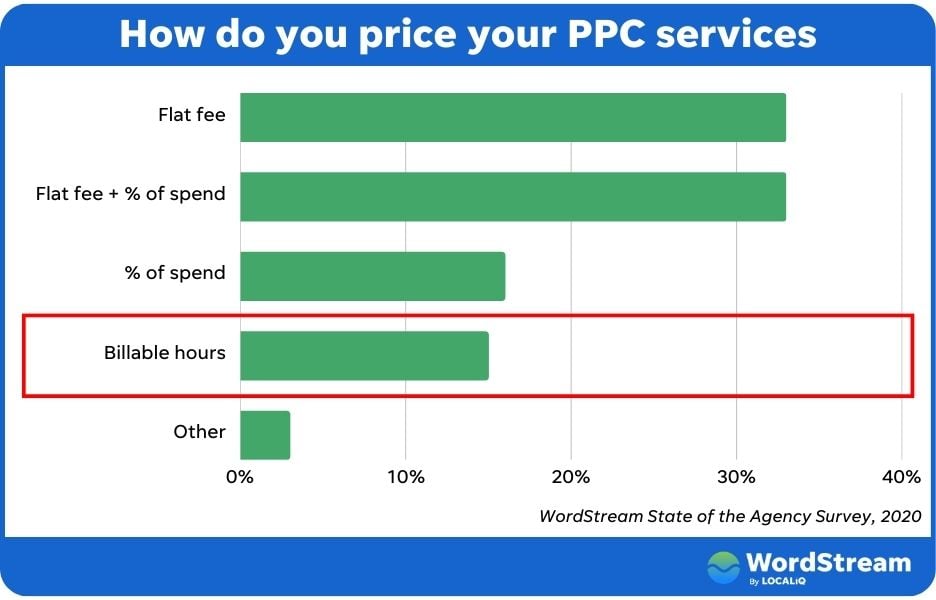 How do you price your PPC services
Flat fee
Flat fee + % of spend
% of spend
Billable hours
Other
0% 10% 20% 30% 40%
WordStream State of the Agency Survey, 2020
WordStream
By LOCALiQ